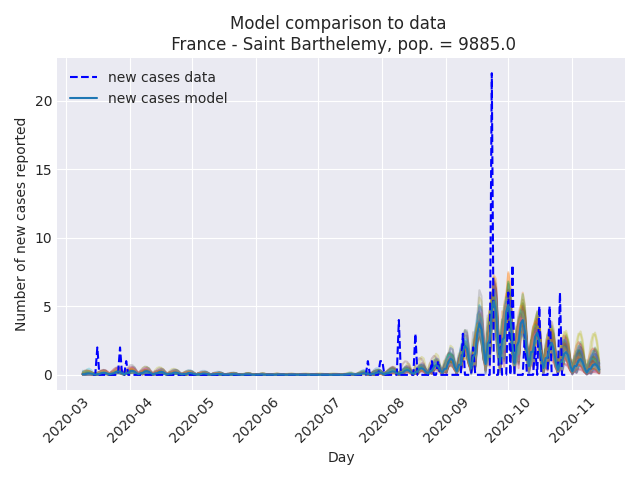 Model comparison to data
France - Saint Barthelemy, pop. = 9885.0
new cases data
new cases model
Number of new cases reported
20
15
10
5
0
2020-03
2020-04
2020-05
2020-06
2020-07
2020-08
2020-09
2020-10
2020-11
Day